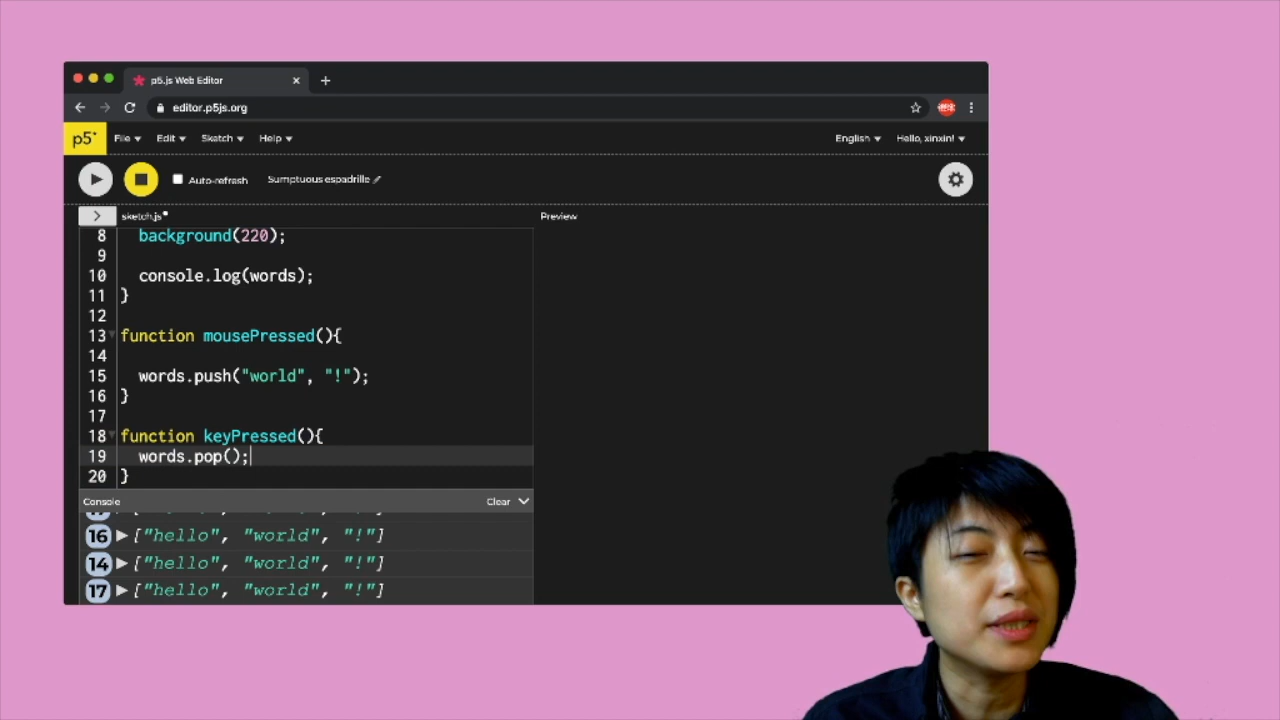 p5.js Web Editor
editor.p5js.org
p5* File Edit Sketch Help English Hello, xinxin!
Auto-refresh Sumptuous espadrille
sketch.js Preview
8 background(220);
9
10 console.log(words);
11 }
12
13 function mousePressed(){
14
15 words.push("world", "!");
16 }
17
18 function keyPressed(){
19 words.pop();
20 }
Console Clear
16 ["hello", "world", "!"]
14 ["hello", "world", "!"]
17 ["hello", "world", "!"]